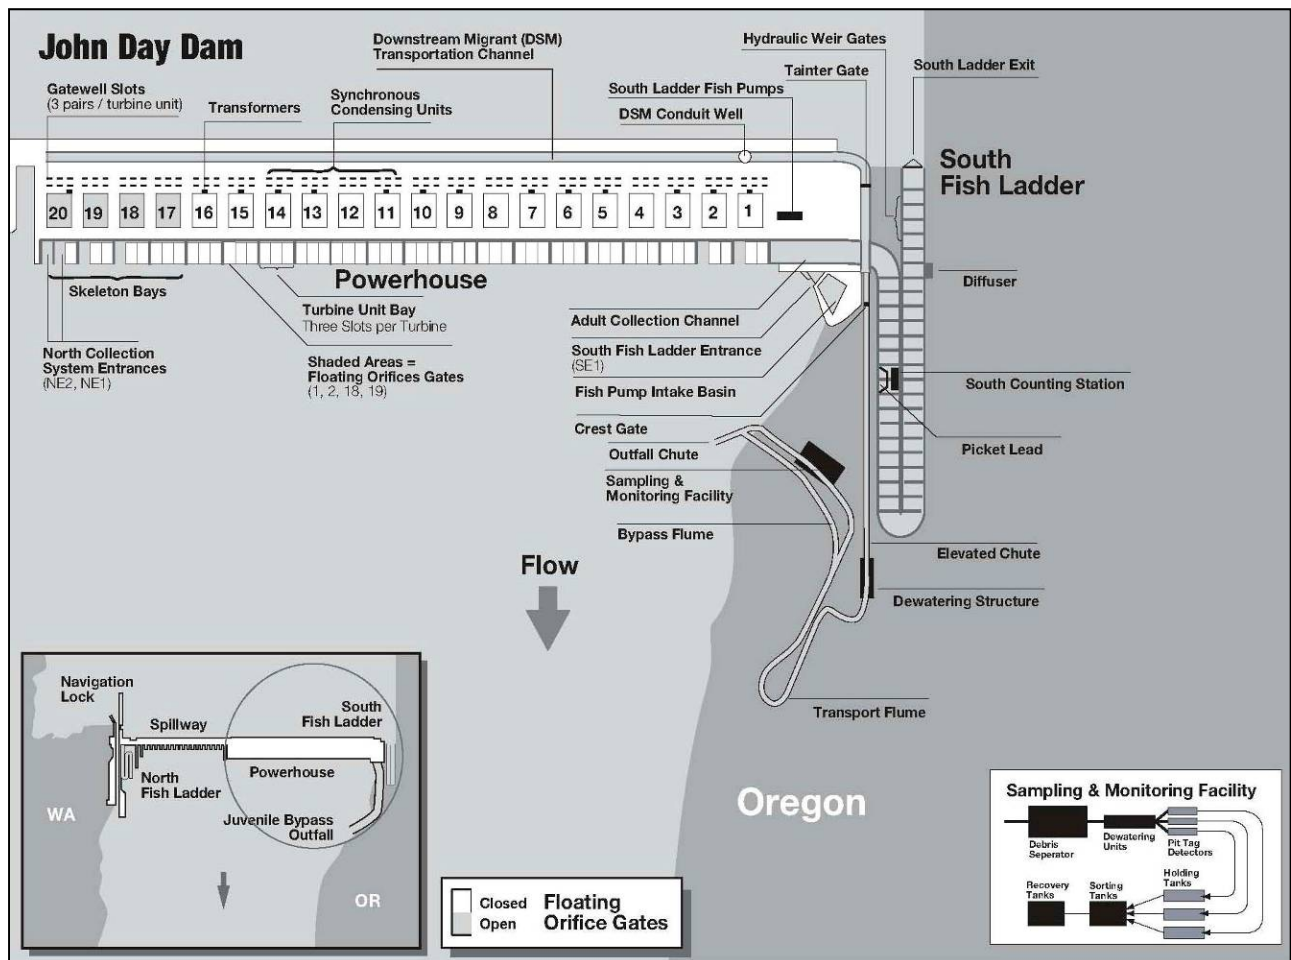 John Day Dam
Gatewell Slots
(3 pairs / turbine unit)
Transformers
Synchronous
Condensing Units
Downstream Migrant (DSM)
Transportation Channel
South Ladder Fish Pumps
DSM Conduit Well
Hydraulic Weir Gates
Tainter Gate
South Ladder Exit
South
Fish Ladder
20 19 18 17 16 15 14 13 12 11 10 9 8 7 6 5 4 3 2 1
Skeleton Bays
Powerhouse
North Collection
System Entrances
(NE2, NE1)
Turbine Unit Bay
Three Slots per Turbine
Shaded Areas =
Floating Orifices Gates
(1, 2, 18, 19)
Adult Collection Channel
South Fish Ladder Entrance
(SE1)
Fish Pump Intake Basin
Crest Gate
Outfall Chute
Sampling &
Monitoring Facility
Bypass Flume
Diffuser
South Counting Station
Picket Lead
Elevated Chute
Dewatering Structure
Transport Flume
Flow
Oregon
Navigation
Lock
Spillway
South
Fish Ladder
North
Fish Ladder
Powerhouse
Juvenile Bypass
Outfall
WA
OR
Closed
Open
Floating
Orifice Gates
Sampling & Monitoring Facility
Debris
Seperator
Dewatering
Units
Pit Tag
Detectors
Recovery
Tanks
Sorting
Tanks
Holding
Tanks